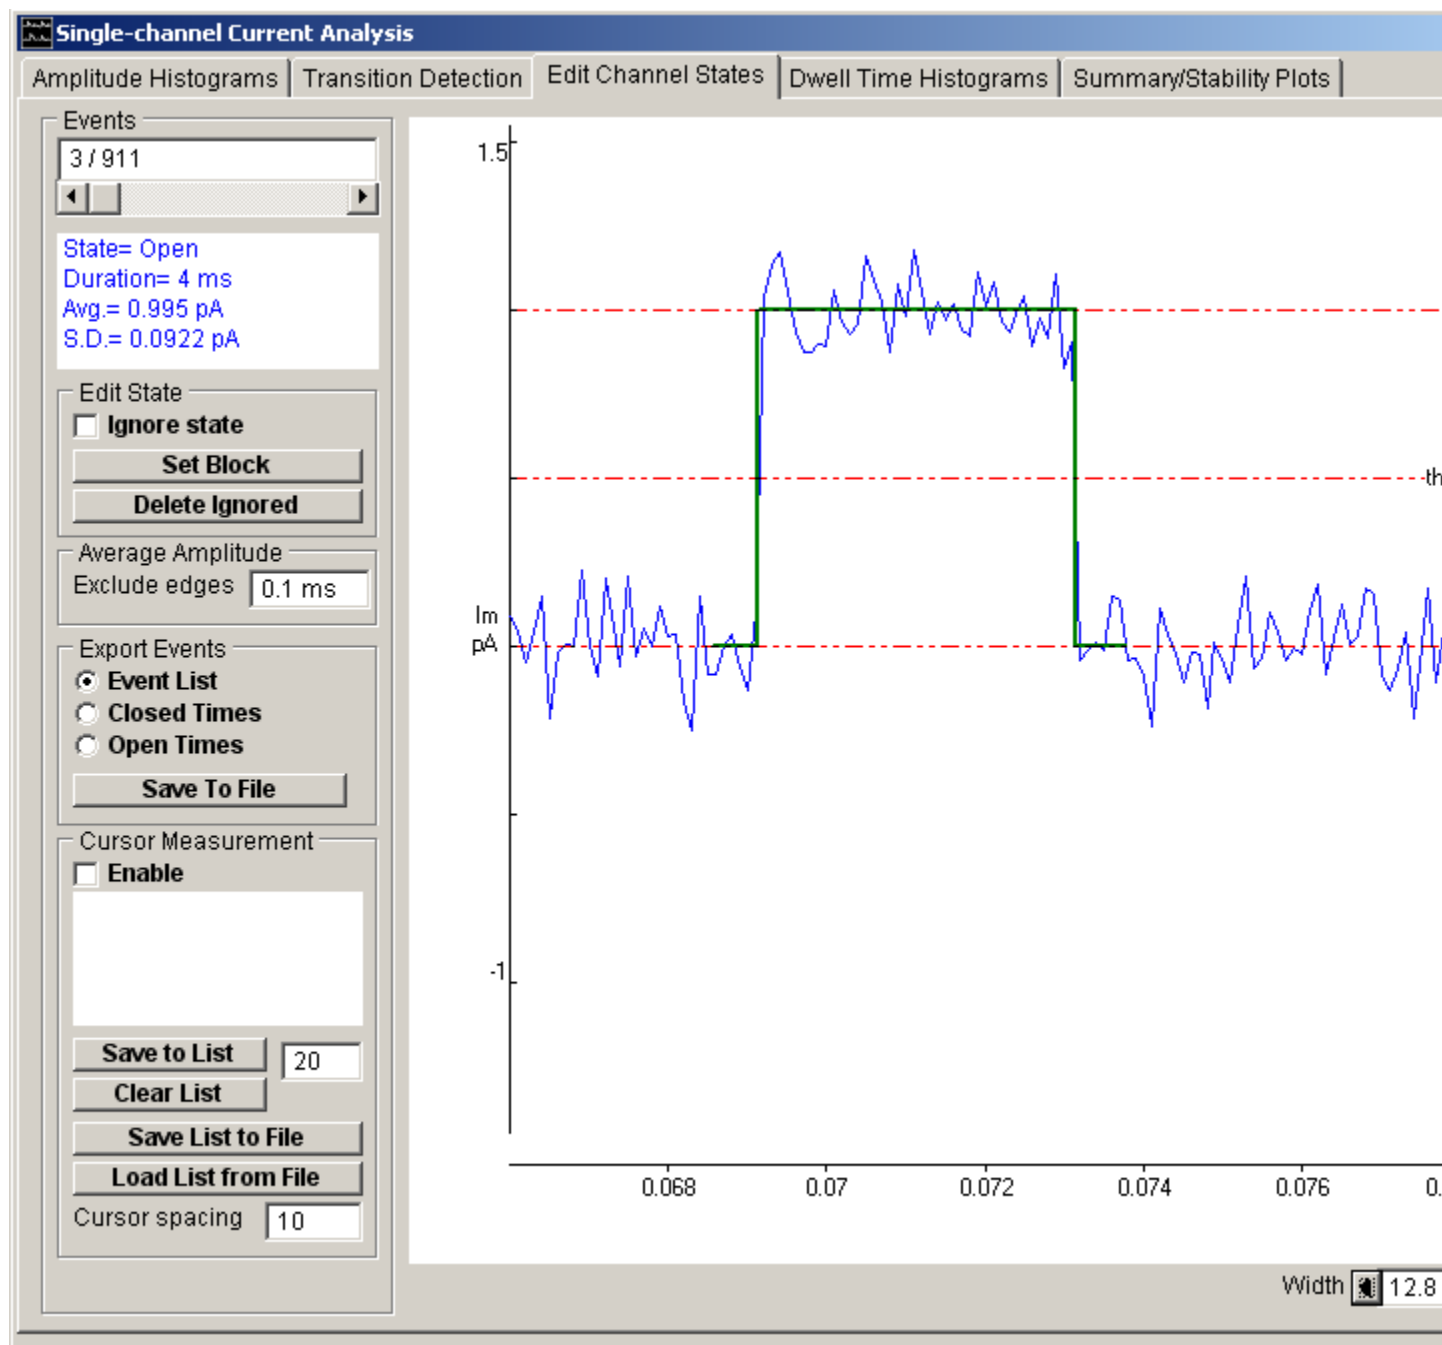 Single-channel Current Analysis
Amplitude Histograms Transition Detection Edit Channel States Dwell Time Histograms Summary/Stability Plots
Events
3 / 911
State= Open
Duration= 4 ms
Avg.= 0.995 pA
S.D.= 0.0922 pA
Edit State
Ignore state
Set Block
Delete Ignored
Average Amplitude
Exclude edges 0.1 ms
Export Events
Event List
Closed Times
Open Times
Save To File
Cursor Measurement
Enable
Save to List 20
Clear List
Save List to File
Load List from File
Cursor spacing 10
1.5
th
Im
pA
-1
0.068 0.07 0.072 0.074 0.076 0.
Width 12.8